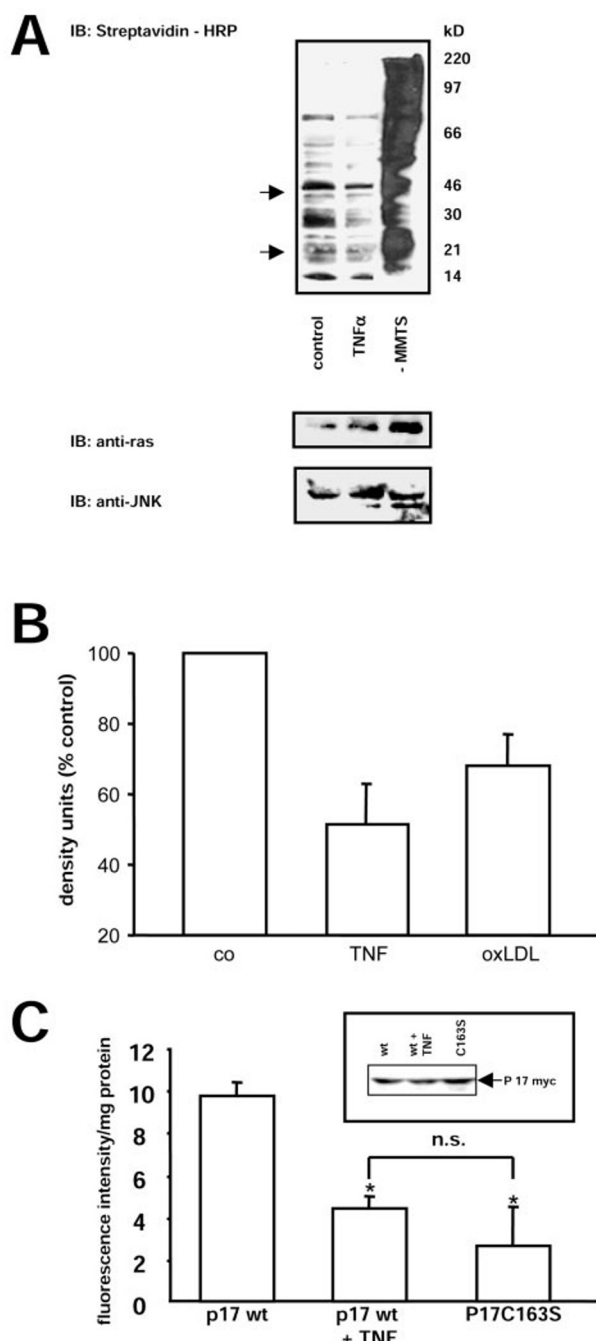 A
IB: Streptavidin - HRP
kD
220
97
66
46
30
21
14
control
TNFα
- MMTS
IB: anti-ras
IB: anti-JNK
B
density units (% control)
100
80
60
40
20
co
TNF
oxLDL
C
fluorescence intensity/mg protein
12
10
8
6
4
2
0
wt
wt +
TNF
C163S
P 17 myc
n.s.
*
*
p17 wt
p17 wt
+ TNF
P17C163S